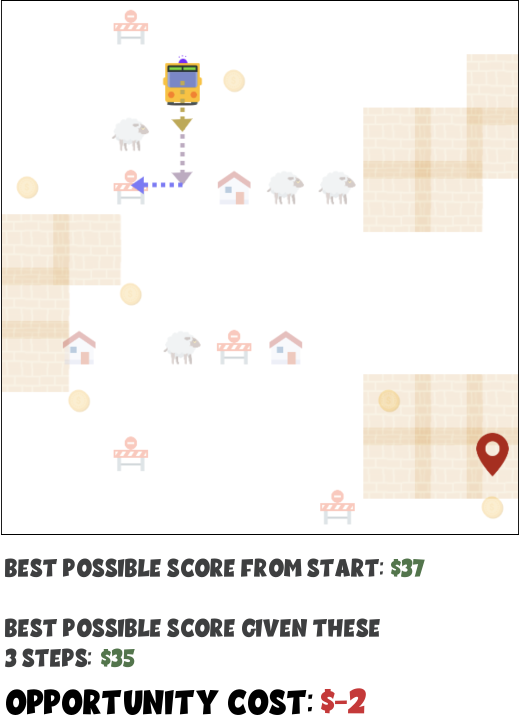 BEST POSSIBLE SCORE FROM START: $37
BEST POSSIBLE SCORE GIVEN THESE
3 STEPS: $35
OPPORTUNITY COST: $-2